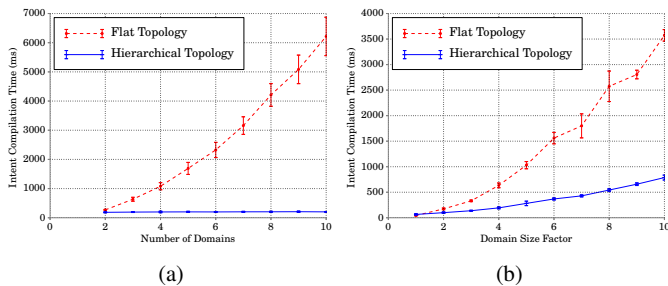 7000
6000
5000
4000
3000
2000
1000
0
0
2
4
6
8
10
Intent Compilation Time (ms)
Number of Domains
Flat Topology
Hierarchical Topology
(a)
4000
3500
3000
2500
2000
1500
1000
500
0
0
2
4
6
8
10
Intent Compilation Time (ms)
Domain Size Factor
Flat Topology
Hierarchical Topology
(b)